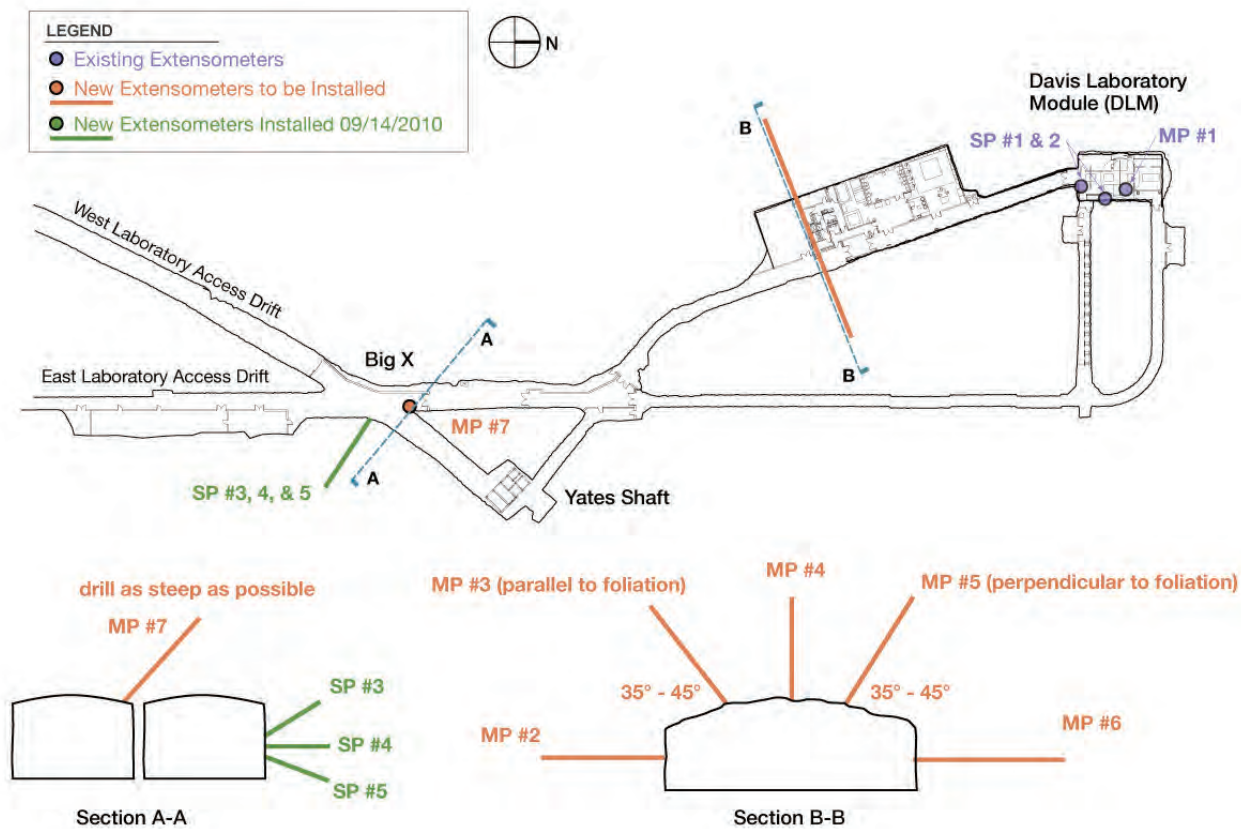 LEGEND
Existing Extensometers
New Extensometers to be Installed
New Extensometers Installed 09/14/2010
N
Davis Laboratory
Module (DLM)
SP #1 & 2
MP #1
B
West Laboratory Access Drift
East Laboratory Access Drift
Big X
A
B
MP #7
A
SP #3, 4, & 5
Yates Shaft
drill as steep as possible
MP #7
SP #3
SP #4
SP #5
Section A-A
MP #3 (parallel to foliation)
MP #4
MP #5 (perpendicular to foliation)
35° - 45°
35° - 45°
MP #2
MP #6
Section B-B